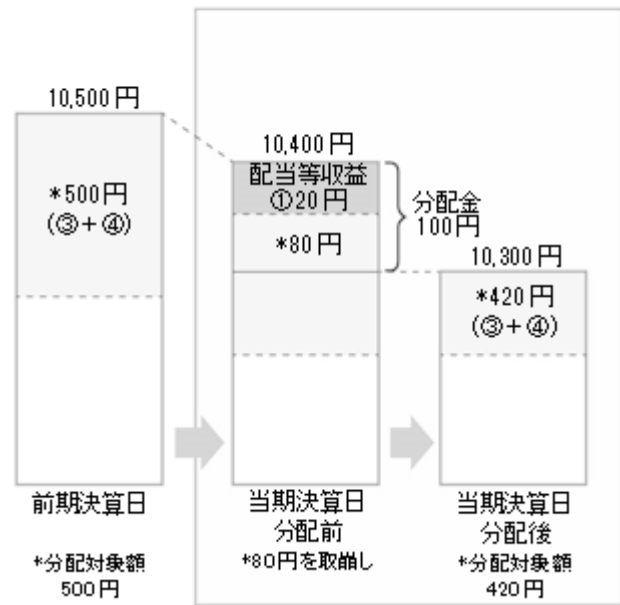 10,500円
*500円
(③+④)
前期決算日
*分配対象額
500円
10,400円
配当等収益
①20円
*80円
分配金
100円
当期決算日
分配前
*80円を取崩し
10,300円
*420円
(③+④)
当期決算日
分配後
*分配対象額
420円